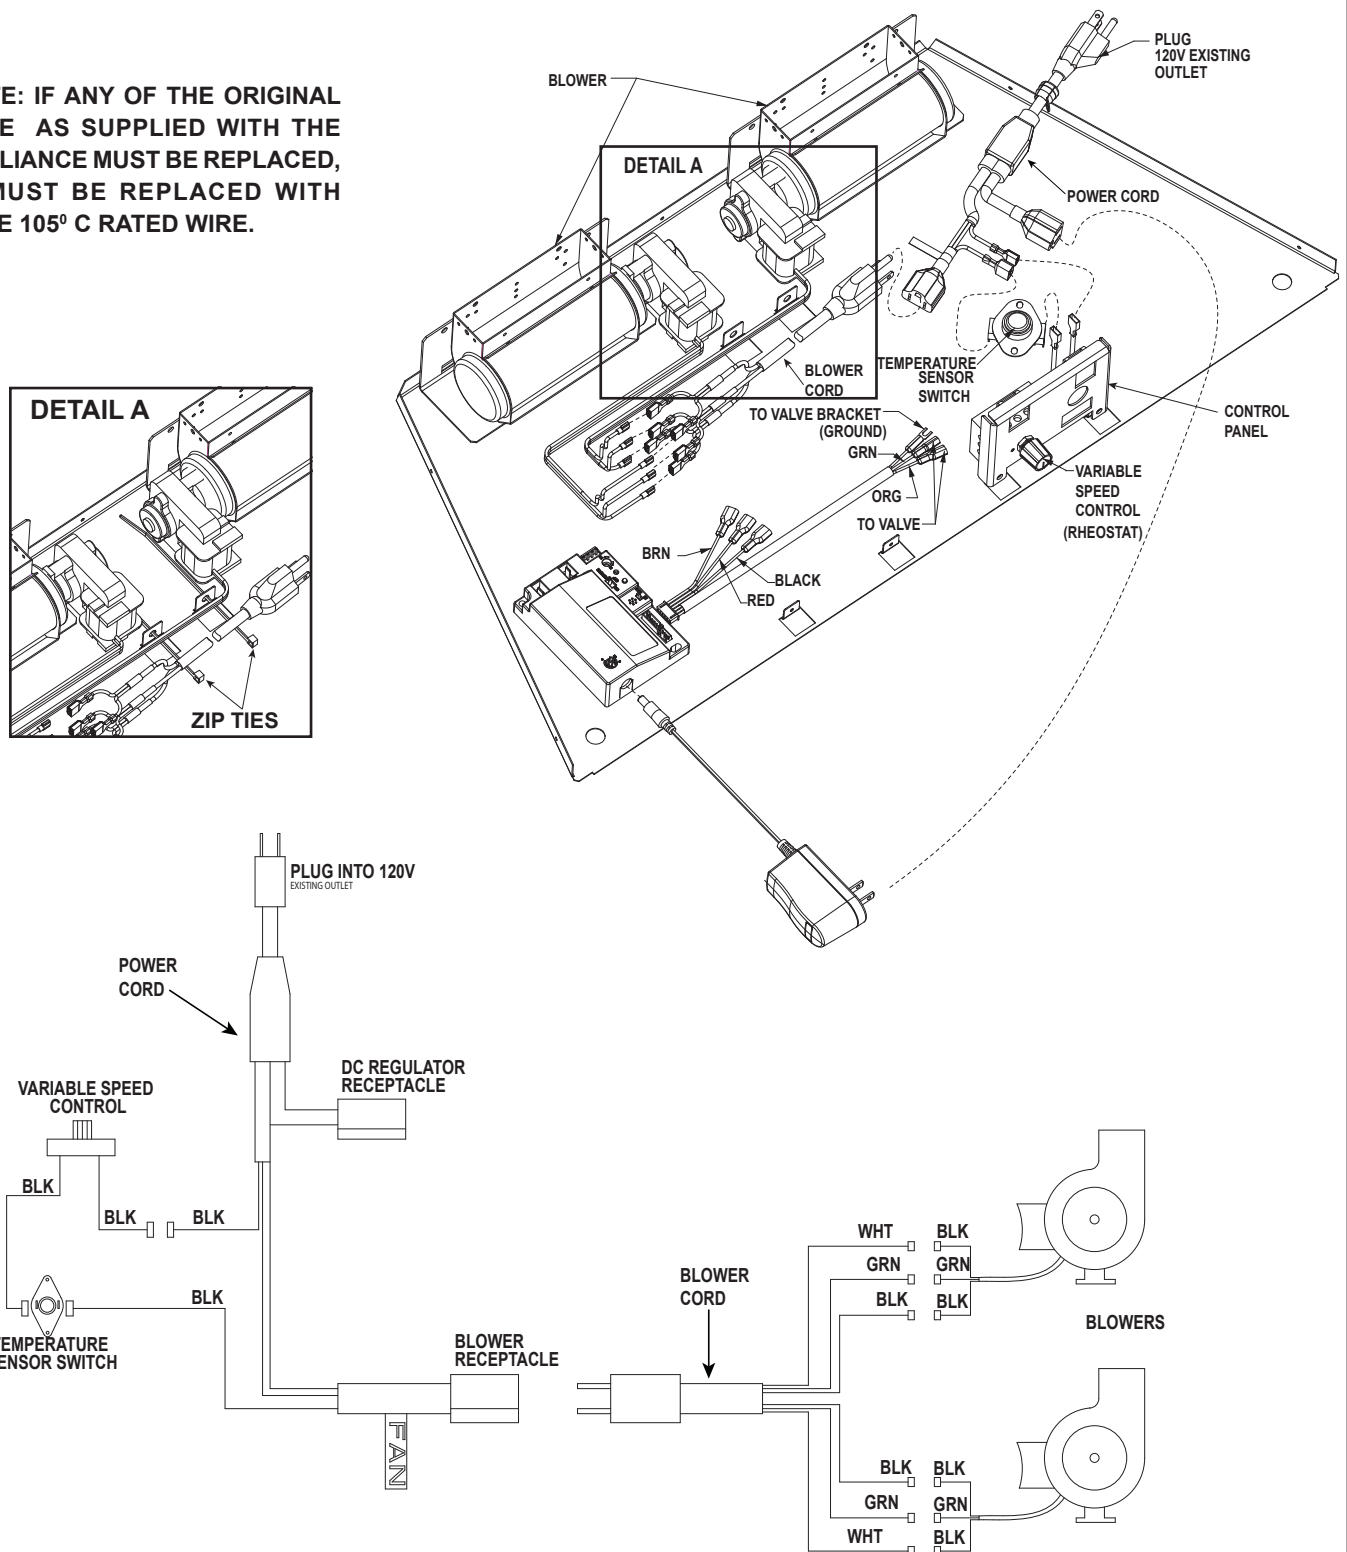 TE: IF ANY OF THE ORIGINAL
E AS SUPPLIED WITH THE
LIANCE MUST BE REPLACED,
MUST BE REPLACED WITH
E 105⁰ C RATED WIRE.
BLOWER
DETAIL A
PLUG
120V EXISTING
OUTLET
POWER CORD
BLOWER
CORD
TEMPERATURE
SENSOR
SWITCH
TO VALVE BRACKET
(GROUND)
GRN
ORG
TO VALVE
CONTROL
PANEL
VARIABLE
SPEED
CONTROL
(RHEOSTAT)
BRN
BLACK
RED
DETAIL A
ZIP TIES
PLUG INTO 120V
EXISTING OUTLET
POWER
CORD
DC REGULATOR
RECEPTACLE
VARIABLE SPEED
CONTROL
BLK
BLK
BLK
BLK
TEMPERATURE
ENSOR SWITCH
BLOWER
RECEPTACLE
FAN
BLOWER
CORD
WHT
BLK
GRN
GRN
BLK
BLK
BLOWERS
BLK
BLK
GRN
GRN
WHT
BLK